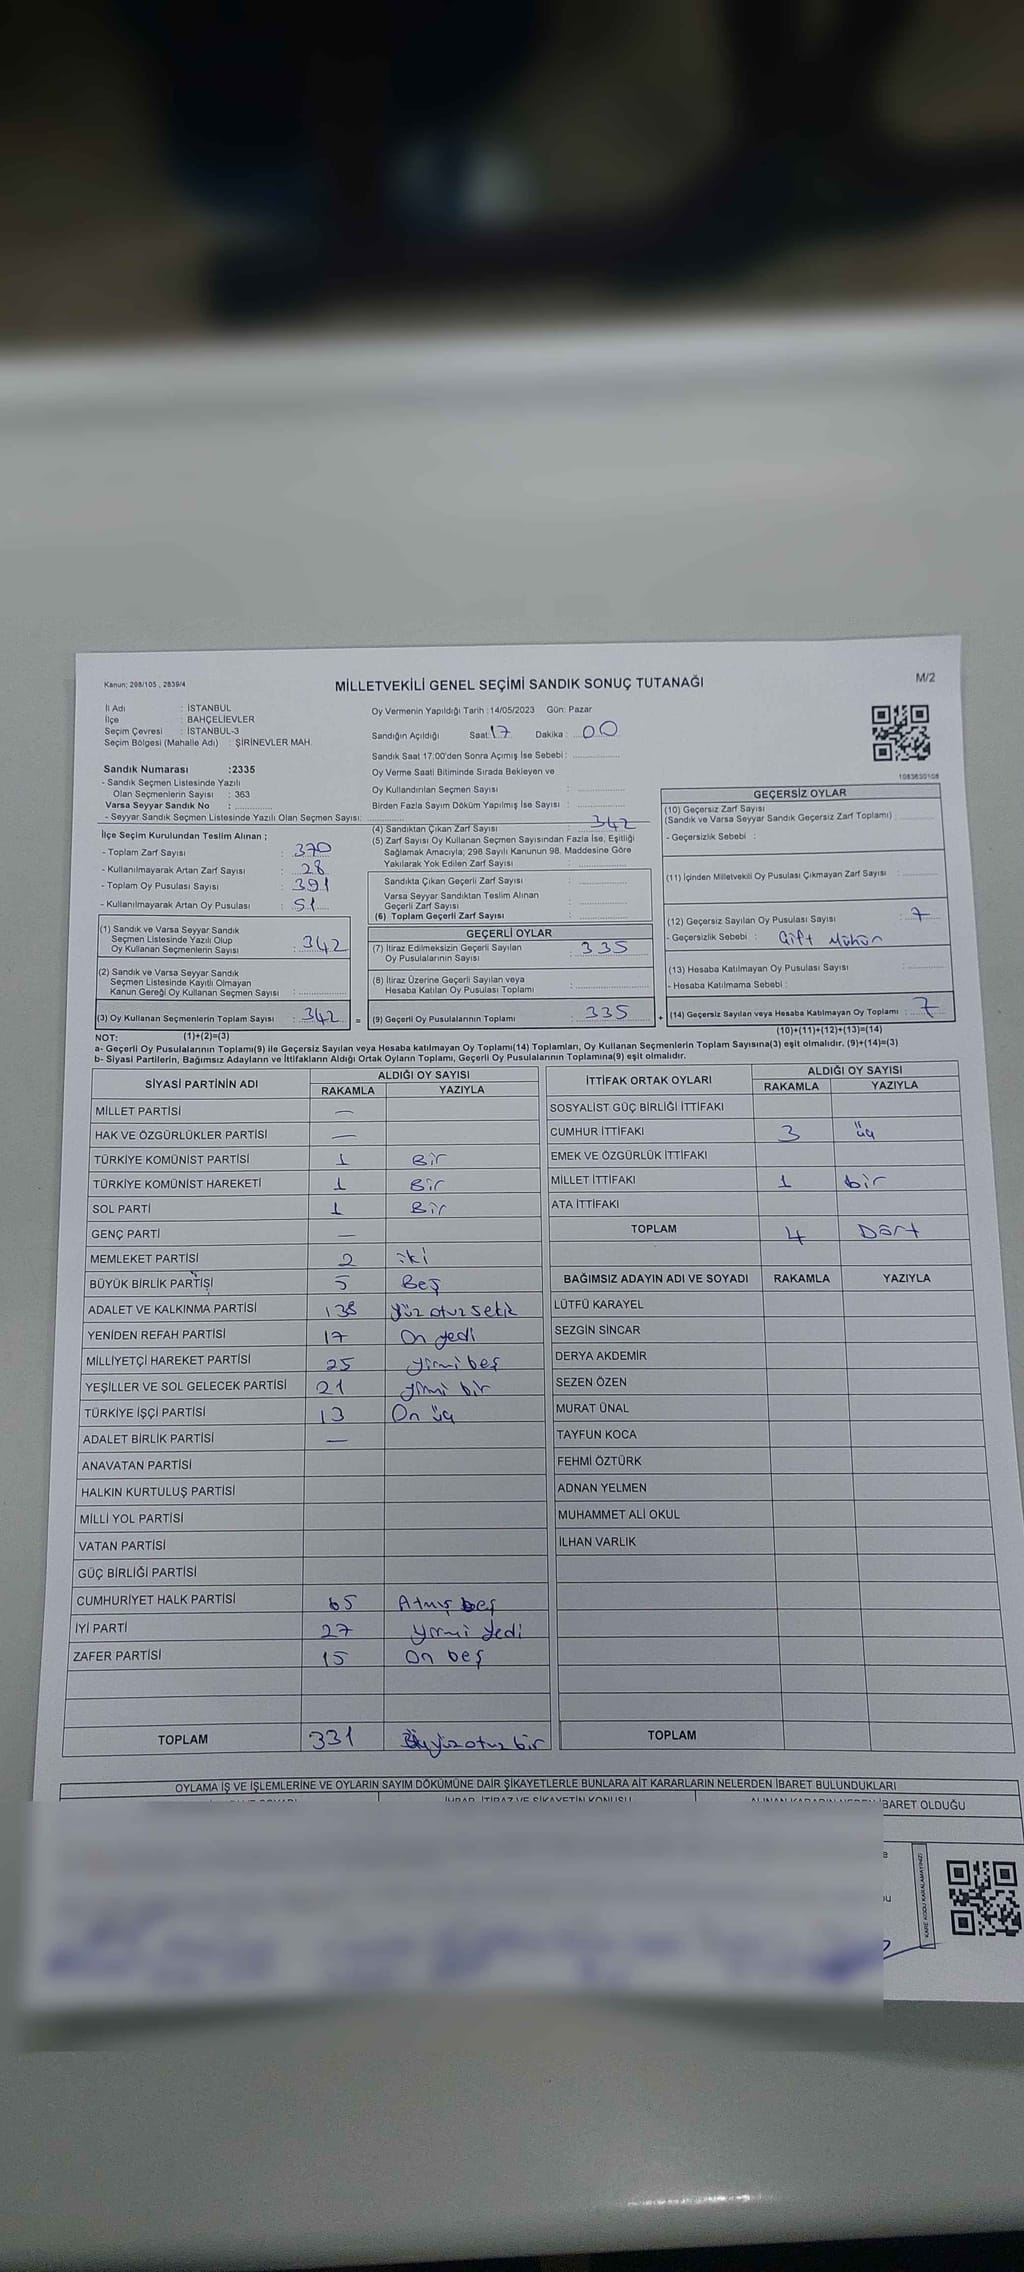 Kanun; 298/105 , 2839/4
MİLLETVEKİLİ GENEL SEÇİMİ SANDIK SONUÇ TUTANAĞI
M/2
İl Adı : İSTANBUL
İlçe : BAHÇELİEVLER
Seçim Çevresi : İSTANBUL-3
Seçim Bölgesi (Mahalle Adı) : ŞİRİNEVLER MAH.
Sandık Numarası :2335
- Sandık Seçmen Listesinde Yazılı
Olan Seçmenlerin Sayısı : 363
Varsa Seyyar Sandık No :
- Seyyar Sandık Seçmen Listesinde Yazılı Olan Seçmen Sayısı:
Oy Vermenin Yapıldığı Tarih : 14/05/2023 Gün: Pazar
Sandığın Açıldığı Saat: 17 Dakika : 00
Sandık Saat 17.00'den Sonra Açımış İse Sebebi :
Oy Verme Saati Bitiminde Sırada Bekleyen ve
Oy Kullandırılan Seçmen Sayısı :
Birden Fazla Sayım Döküm Yapılmış İse Sayısı :
1083630108
İlçe Seçim Kurulundan Teslim Alınan ;
- Toplam Zarf Sayısı : 370
- Kullanılmayarak Artan Zarf Sayısı : 28
- Toplam Oy Pusulası Sayısı : 391
- Kullanılmayarak Artan Oy Pusulası : 51
(1) Sandık ve Varsa Seyyar Sandık
Seçmen Listesinde Yazılı Olup
Oy Kullanan Seçmenlerin Sayısı : 342
(2) Sandık ve Varsa Seyyar Sandık
Seçmen Listesinde Kayıtlı Olmayan
Kanun Gereği Oy Kullanan Seçmen Sayısı :
(3) Oy Kullanan Seçmenlerin Toplam Sayısı : 342 =
(4) Sandıktan Çıkan Zarf Sayısı : 342
(5) Zarf Sayısı Oy Kullanan Seçmen Sayısından Fazla İse, Eşitliği
Sağlamak Amacıyla; 298 Sayılı Kanunun 98. Maddesine Göre
Yakılarak Yok Edilen Zarf Sayısı :
Sandıkta Çıkan Geçerli Zarf Sayısı :
Varsa Seyyar Sandıktan Teslim Alınan
Geçerli Zarf Sayısı :
(6) Toplam Geçerli Zarf Sayısı :
GEÇERLİ OYLAR
(7) İtiraz Edilmeksizin Geçerli Sayılan
Oy Pusulalarının Sayısı : 335
(8) İtiraz Üzerine Geçerli Sayılan veya
Hesaba Katılan Oy Pusulası Toplamı :
(9) Geçerli Oy Pusulalarının Toplamı : 335 +
GEÇERSİZ OYLAR
(10) Geçersiz Zarf Sayısı
(Sandık ve Varsa Seyyar Sandık Geçersiz Zarf Toplamı) :
- Geçersizlik Sebebi :
(11) İçinden Milletvekili Oy Pusulası Çıkmayan Zarf Sayısı :
(12) Geçersiz Sayılan Oy Pusulası Sayısı : 7
- Geçersizlik Sebebi : Çift Mühür
(13) Hesaba Katılmayan Oy Pusulası Sayısı :
- Hesaba Katılmama Sebebi :
(14) Geçersiz Sayılan veya Hesaba Katılmayan Oy Toplamı : 7
NOT: (1)+(2)=(3) (10)+(11)+(12)+(13)=(14)
a- Geçerli Oy Pusulalarının Toplamı(9) ile Geçersiz Sayılan veya Hesaba katılmayan Oy Toplamı(14) Toplamları, Oy Kullanan Seçmenlerin Toplam Sayısına(3) eşit olmalıdır. (9)+(14)=(3)
b- Siyasi Partilerin, Bağımsız Adayların ve İttifakların Aldığı Ortak Oyların Toplamı, Geçerli Oy Pusulalarının Toplamına(9) eşit olmalıdır.
SİYASİ PARTİNİN ADI ALDIĞI OY SAYISI
RAKAMLA YAZIYLA
MİLLET PARTİSİ —
HAK VE ÖZGÜRLÜKLER PARTİSİ —
TÜRKİYE KOMÜNİST PARTİSİ 1 Bir
TÜRKİYE KOMÜNİST HAREKETİ 1 Bir
SOL PARTİ 1 Bir
GENÇ PARTİ —
MEMLEKET PARTİSİ 2 iki
BÜYÜK BİRLİK PARTİSİ 5 Beş
ADALET VE KALKINMA PARTİSİ 138 Yüz otuz sekiz
YENİDEN REFAH PARTİSİ 17 On yedi
MİLLİYETÇİ HAREKET PARTİSİ 25 yirmi beş
YEŞİLLER VE SOL GELECEK PARTİSİ 21 yirmi bir
TÜRKİYE İŞÇİ PARTİSİ 13 On üç
ADALET BİRLİK PARTİSİ —
ANAVATAN PARTİSİ
HALKIN KURTULUŞ PARTİSİ
MİLLİ YOL PARTİSİ
VATAN PARTİSİ
GÜÇ BİRLİĞİ PARTİSİ
CUMHURİYET HALK PARTİSİ 65 Atmış beş
İYİ PARTİ 27 Yirmi yedi
ZAFER PARTİSİ 15 On beş
TOPLAM 331 Üçyüz otuz bir
İTTİFAK ORTAK OYLARI ALDIĞI OY SAYISI
RAKAMLA YAZIYLA
SOSYALİST GÜÇ BİRLİĞİ İTTİFAKI
CUMHUR İTTİFAKI 3 üç
EMEK VE ÖZGÜRLÜK İTTİFAKI
MİLLET İTTİFAKI 1 bir
ATA İTTİFAKI
TOPLAM 4 Dört
BAĞIMSIZ ADAYIN ADI VE SOYADI RAKAMLA YAZIYLA
LÜTFÜ KARAYEL
SEZGİN SİNCAR
DERYA AKDEMİR
SEZEN ÖZEN
MURAT ÜNAL
TAYFUN KOCA
FEHMİ ÖZTÜRK
ADNAN YELMEN
MUHAMMET ALİ OKUL
İLHAN VARLIK
TOPLAM
OYLAMA İŞ VE İŞLEMLERİNE VE OYLARIN SAYIM DÖKÜMÜNE DAİR ŞİKAYETLERLE BUNLARA AİT KARARLARIN NELERDEN İBARET BULUNDUKLARI
İHBAR, İTİRAZ VE ŞİKAYETİN KONUSU
ALINAN KARARIN NEDEN İBARET OLDUĞU
KARE KODU KARALAMAYINIZ!